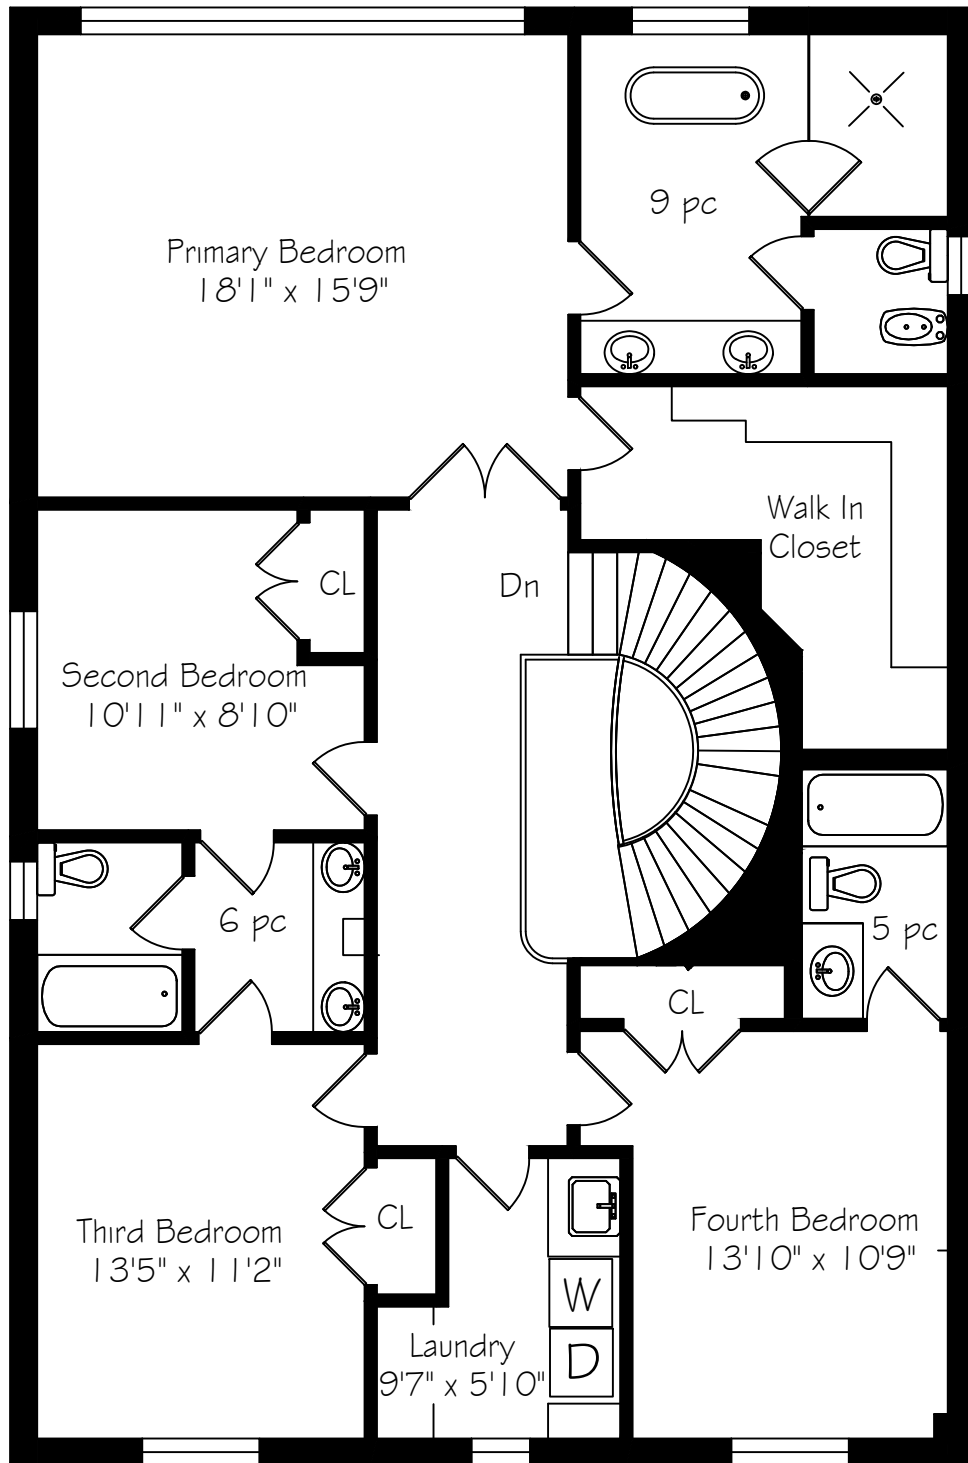 9 pc
Primary Bedroom
18'1" x 15'9"
Walk In
Closet
CL
Dn
Second Bedroom
10'11" x 8'10"
6 pc
5 pc
CL
Third Bedroom
13'5" x 11'2"
CL
Fourth Bedroom
13'10" x 10'9"
W
Laundry
9'7" x 5'10"
D